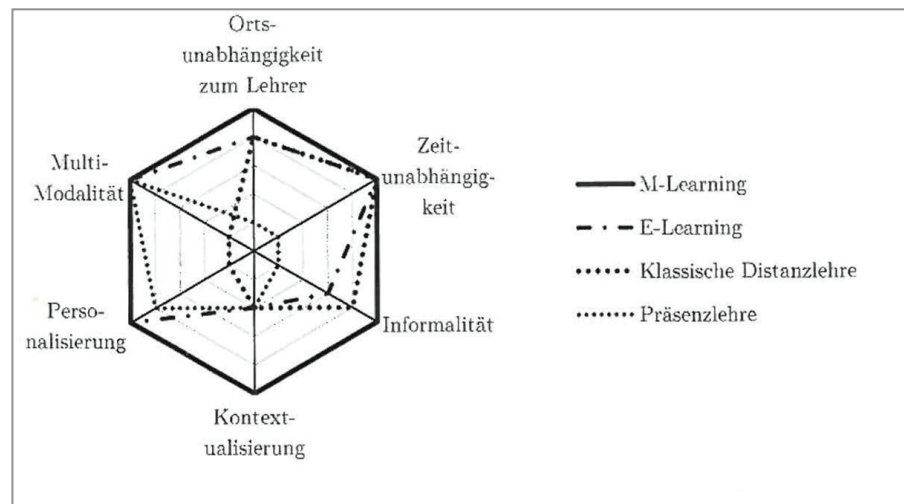 Orts-
unabhängigkeit
zum Lehrer
Zeit-
unabhängig-
keit
Informalität
Kontext-
ualisierung
Perso-
nalisierung
Multi-
Modalität
M-Learning
E-Learning
Klassische Distanzlehre
Präsenzlehre